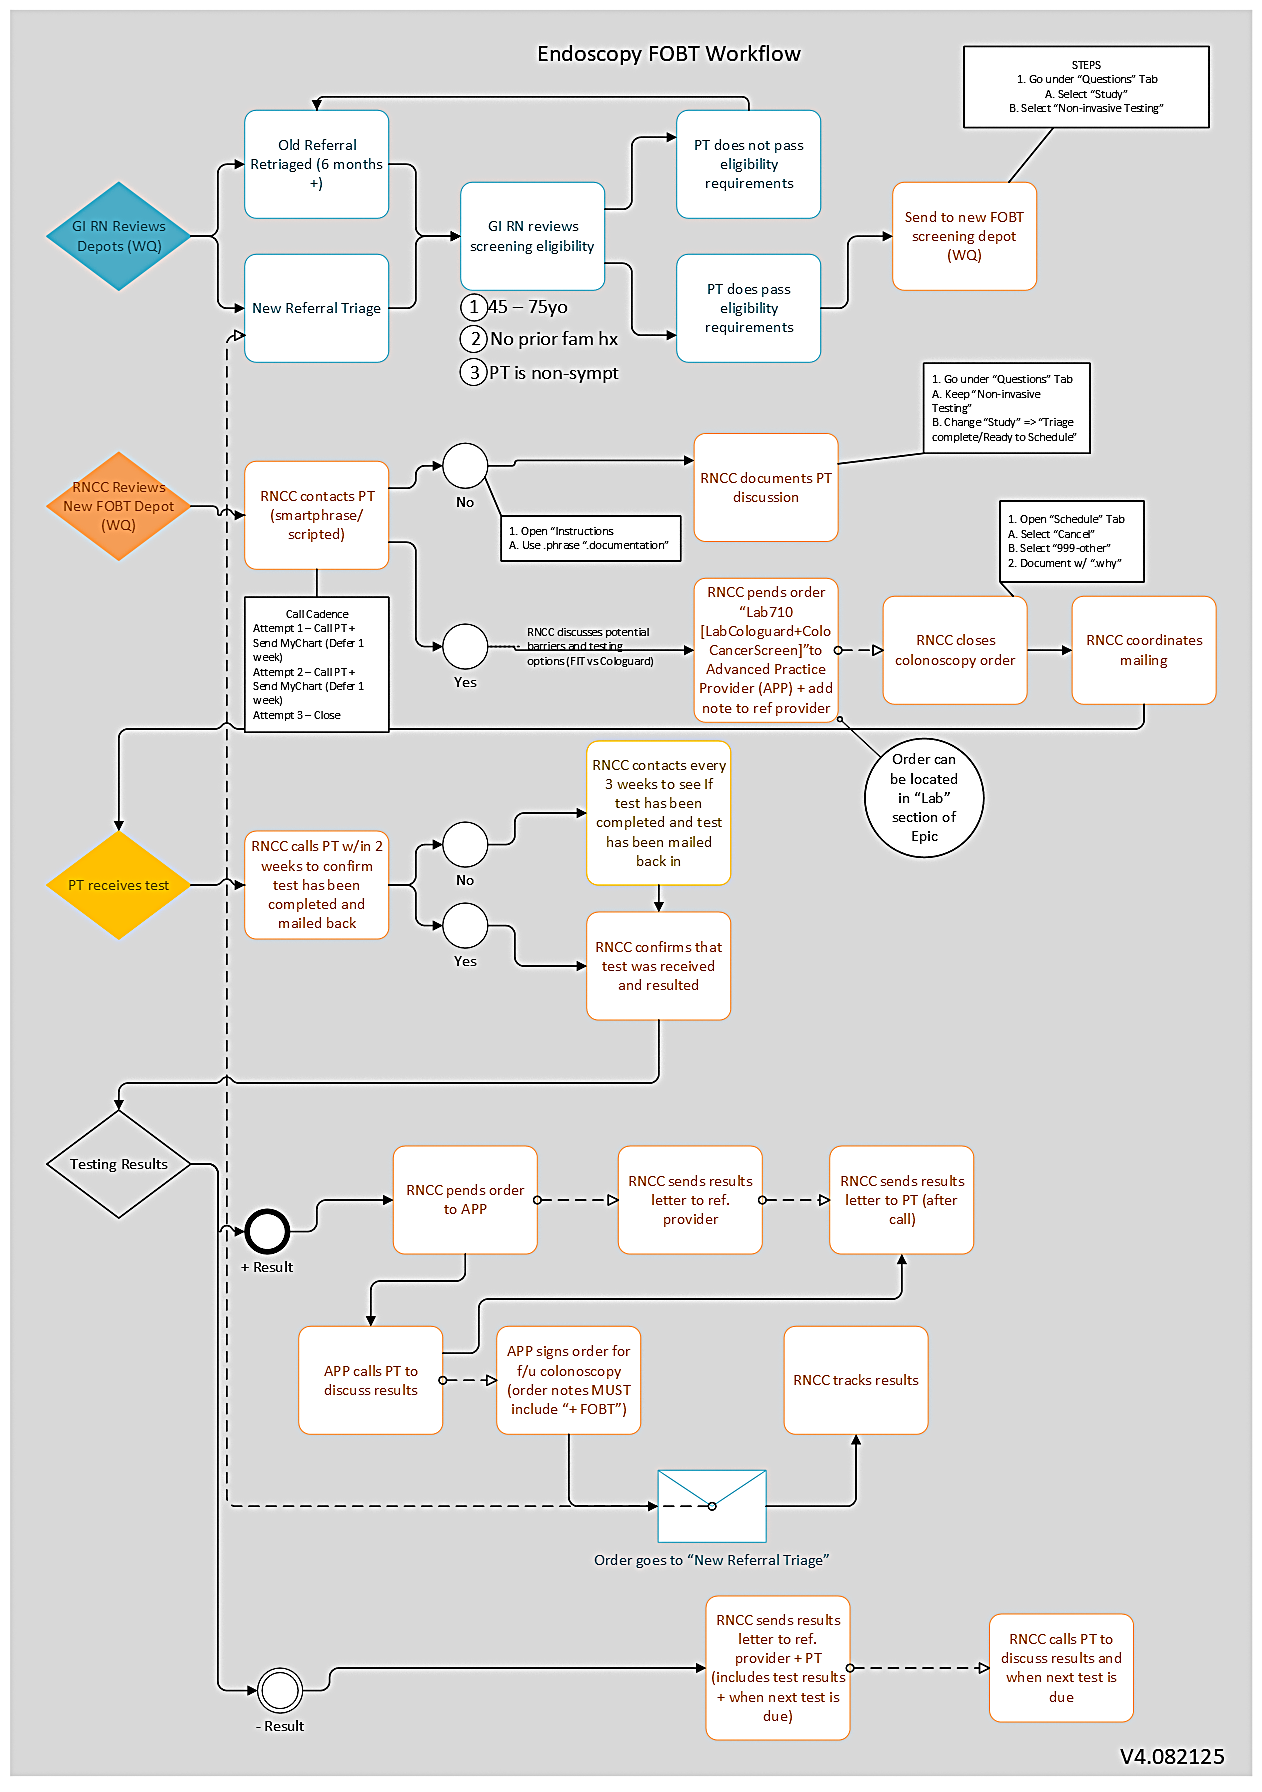 Endoscopy FOBT Workflow
STEPS
1. Go under “Questions” Tab
A. Select “Study”
B. Select “Non-invasive Testing”
Old Referral
Retriaged (6 months
+)
PT does not pass
eligibility
requirements
GI RN Reviews
Depots (WQ)
GI RN reviews
screening eligibility
Send to new FOBT
screening depot
(WQ)
New Referral Triage
PT does pass
eligibility
requirements
1 45 – 75yo
2 No prior fam hx
3 PT is non-sympt
1. Go under “Questions” Tab
A. Keep “Non-invasive
Testing”
B. Change “Study” => “Triage
complete/Ready to Schedule”
RNCC Reviews
New FOBT Depot
(WQ)
RNCC contacts PT
(smartphrase/
scripted)
No
RNCC documents PT
discussion
1. Open “Instructions
A. Use .phrase “.documentation”
1. Open “Schedule” Tab
A. Select “Cancel”
B. Select “999-other”
2. Document w/ “.why”
Call Cadence
Attempt 1 – Call PT +
Send MyChart (Defer 1
week)
Attempt 2 – Call PT +
Send MyChart (Defer 1
week)
Attempt 3 – Close
Yes
RNCC discusses potential
barriers and testing
options (FIT vs Cologuard)
RNCC pends order
“Lab710
[LabCologuard+Colo
CancerScreen]”to
Advanced Practice
Provider (APP) + add
note to ref provider
RNCC closes
colonoscopy order
RNCC coordinates
mailing
Order can
be located
in “Lab”
section of
Epic
PT receives test
RNCC calls PT w/in 2
weeks to confirm
test has been
completed and
mailed back
No
Yes
RNCC contacts every
3 weeks to see If
test has been
completed and test
has been mailed
back in
RNCC confirms that
test was received
and resulted
Testing Results
+ Result
RNCC pends order
to APP
RNCC sends results
letter to ref.
provider
RNCC sends results
letter to PT (after
call)
APP calls PT to
discuss results
APP signs order for
f/u colonoscopy
(order notes MUST
include “+ FOBT”)
RNCC tracks results
Order goes to “New Referral Triage”
- Result
RNCC sends results
letter to ref.
provider + PT
(includes test results
+ when next test is
due)
RNCC calls PT to
discuss results and
when next test is
due
V4.082125